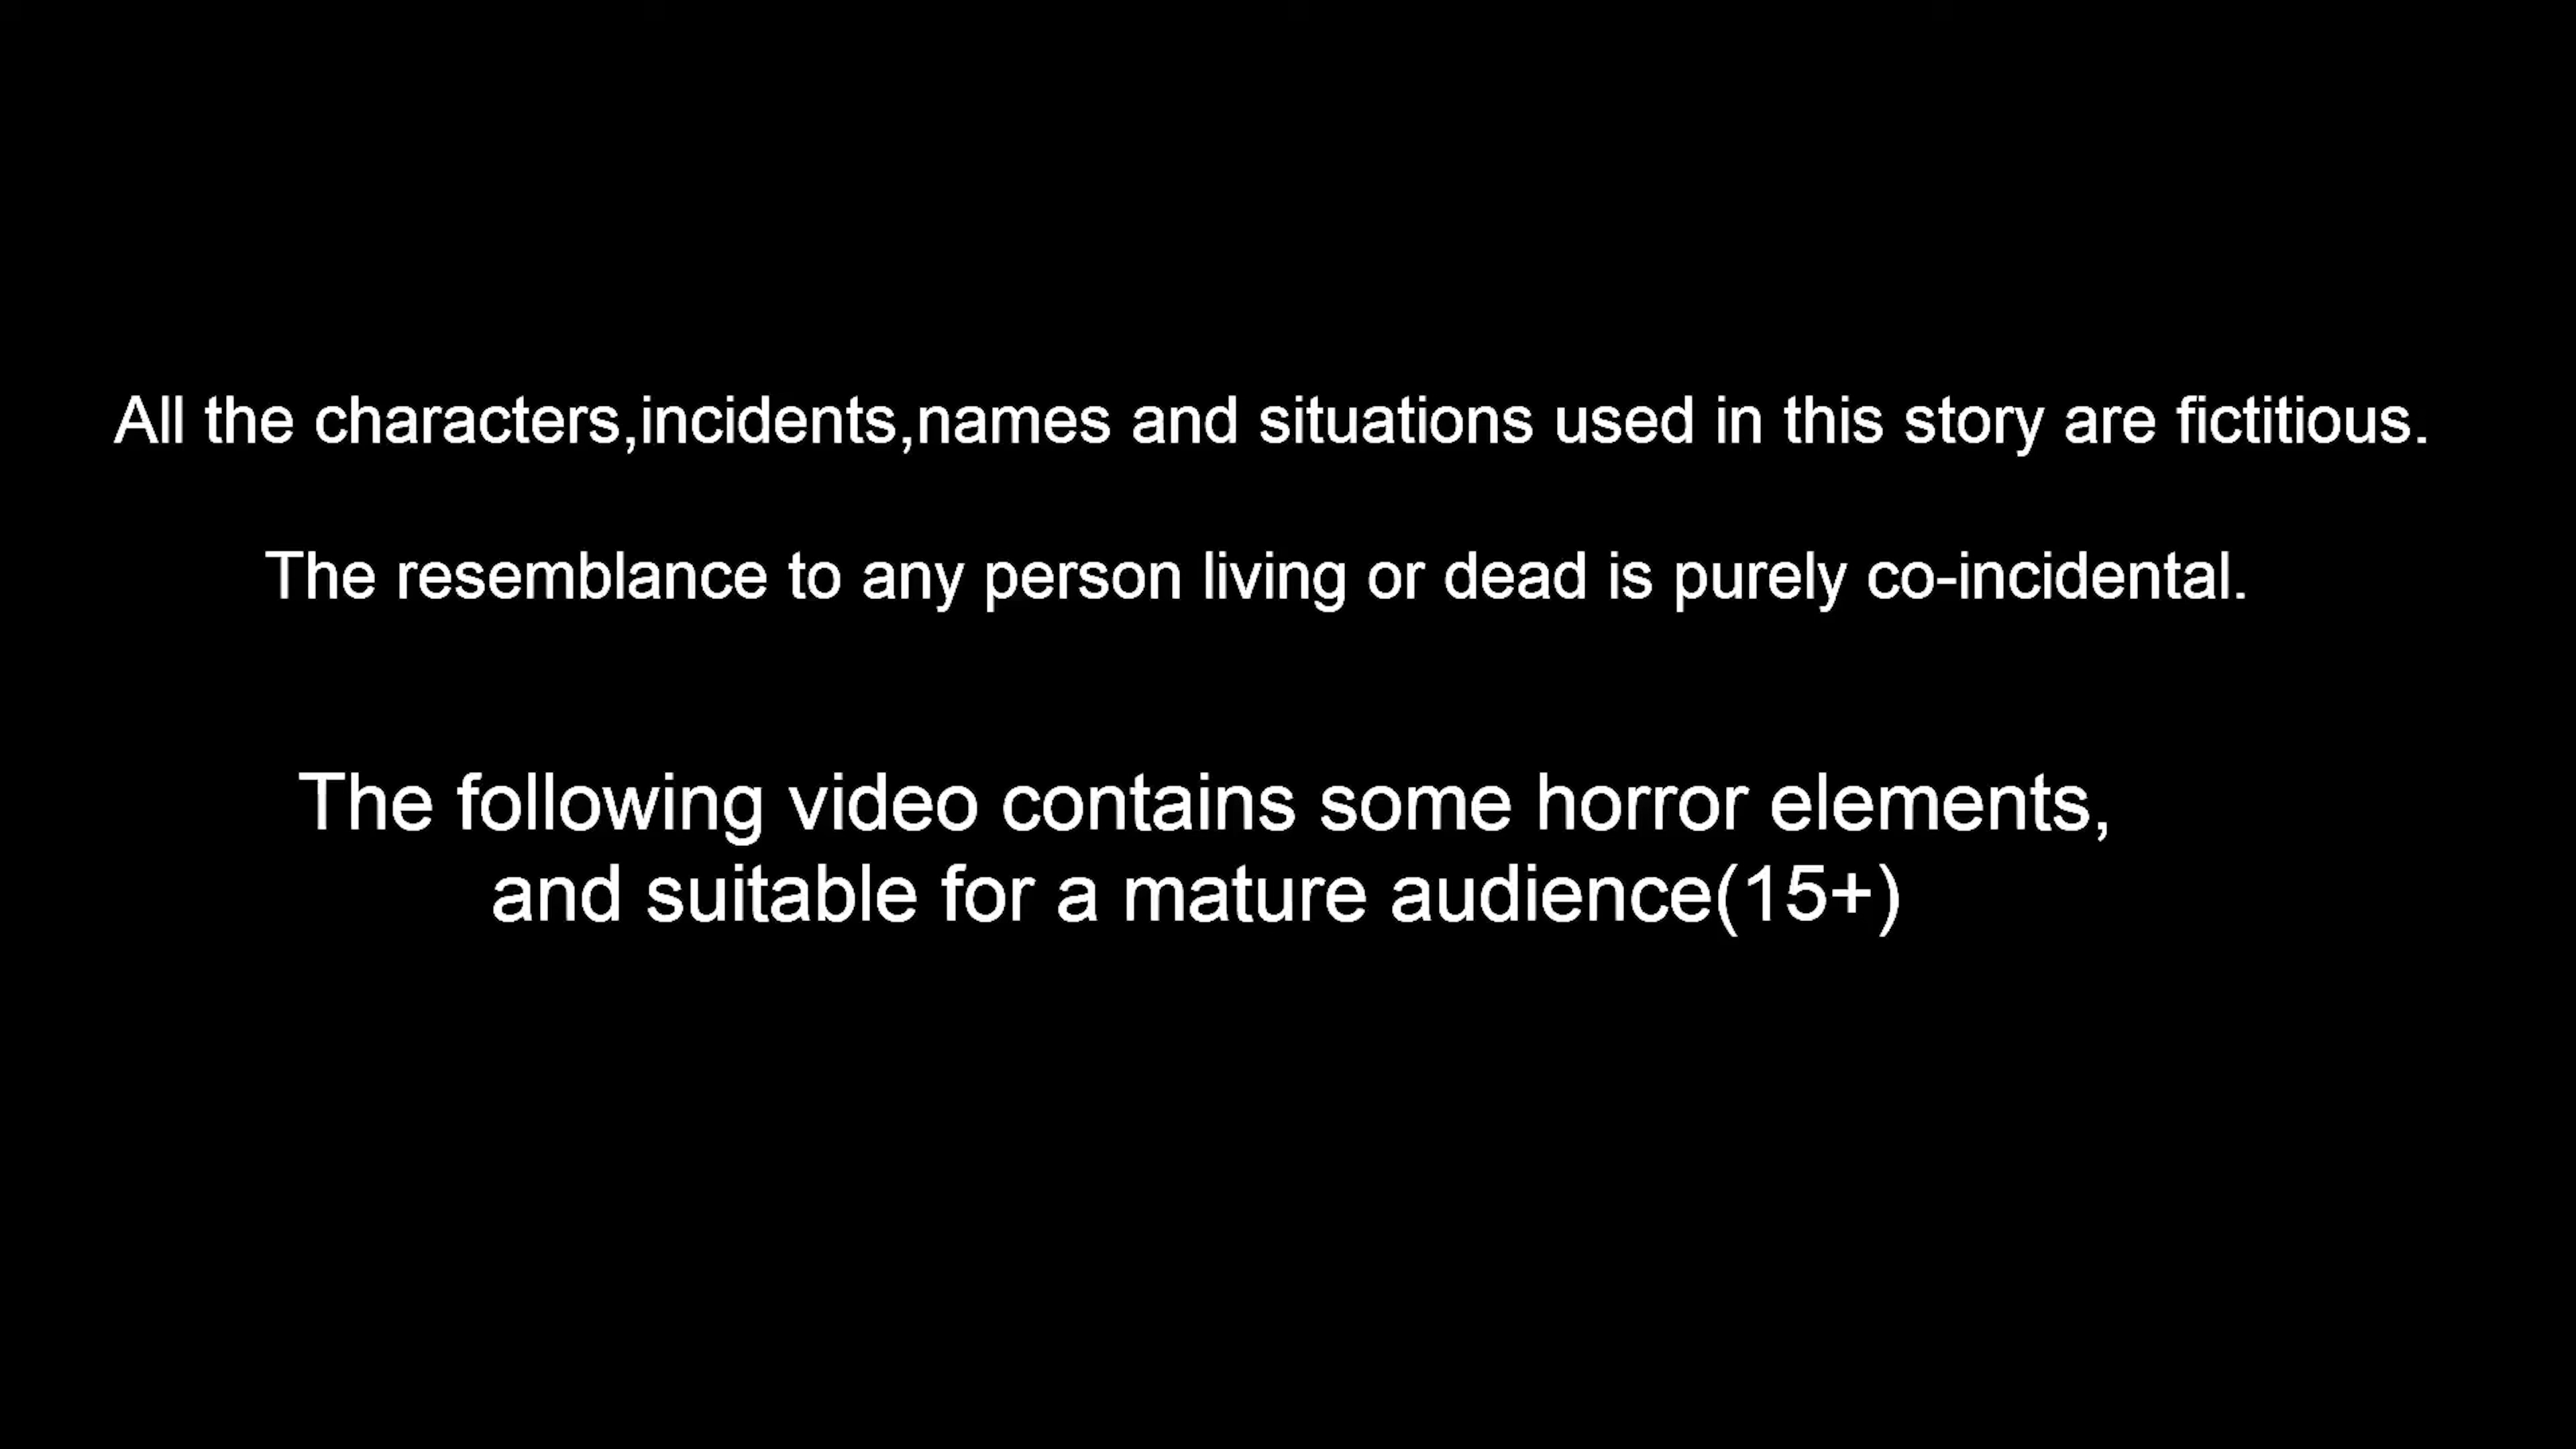 All the characters,incidents,names and situations used in this story are fictitious.
The resemblance to any person living or dead is purely co-incidental.
The following video contains some horror elements,
and suitable for a mature audience(15+)